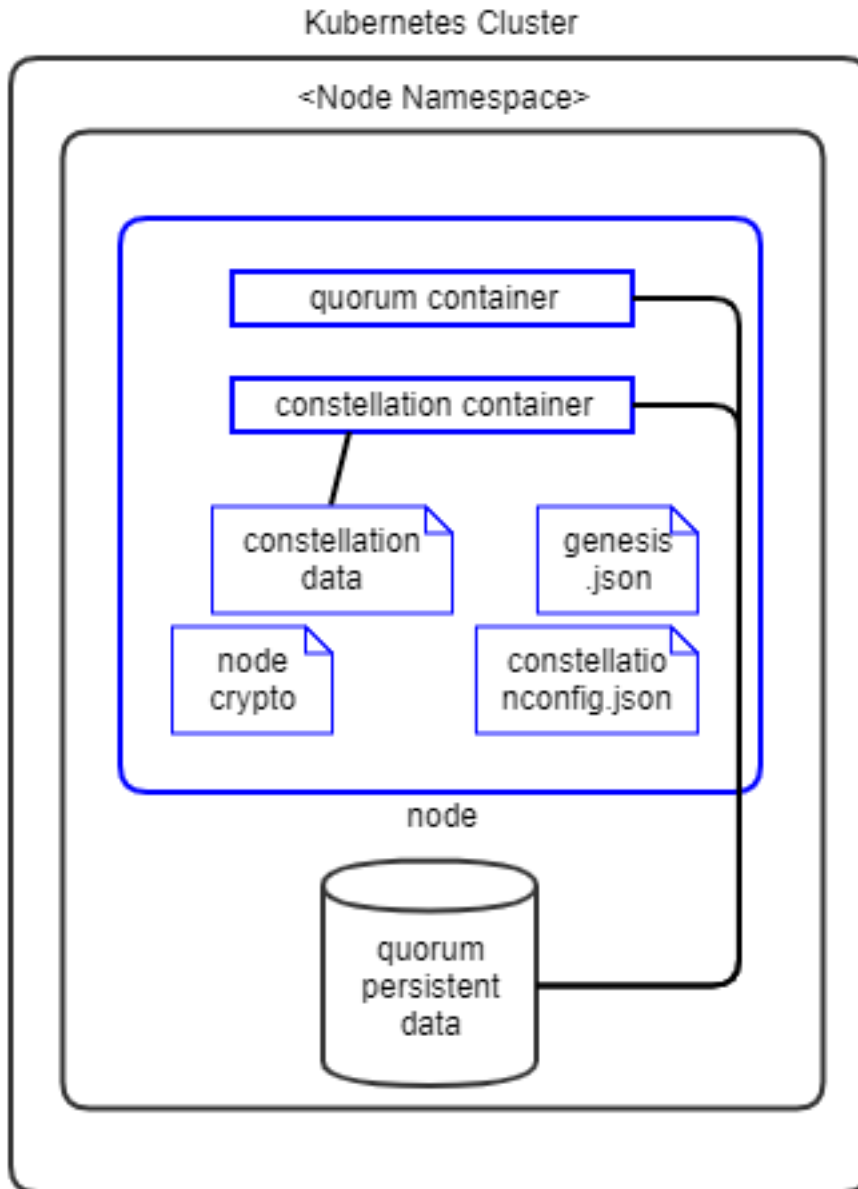 Kubernetes Cluster
<Node Namespace>
quorum container
constellation container
constellation
data
genesis
.json
node
crypto
constellatio
nconfig.json
node
quorum
persistent
data